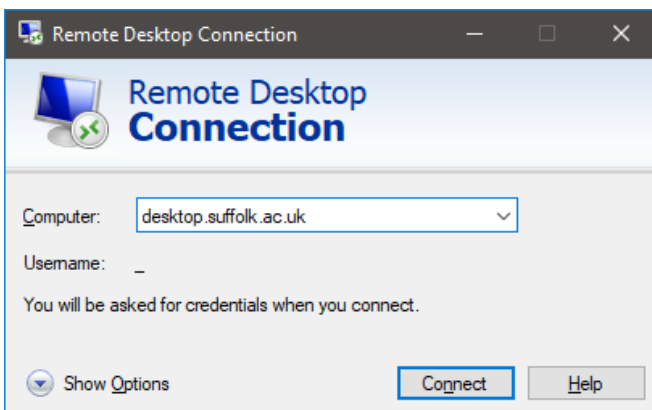 Remote Desktop Connection
Remote Desktop
Connection
Computer: desktop.suffolk.ac.uk
Username: _
You will be asked for credentials when you connect.
Show Options Connect Help